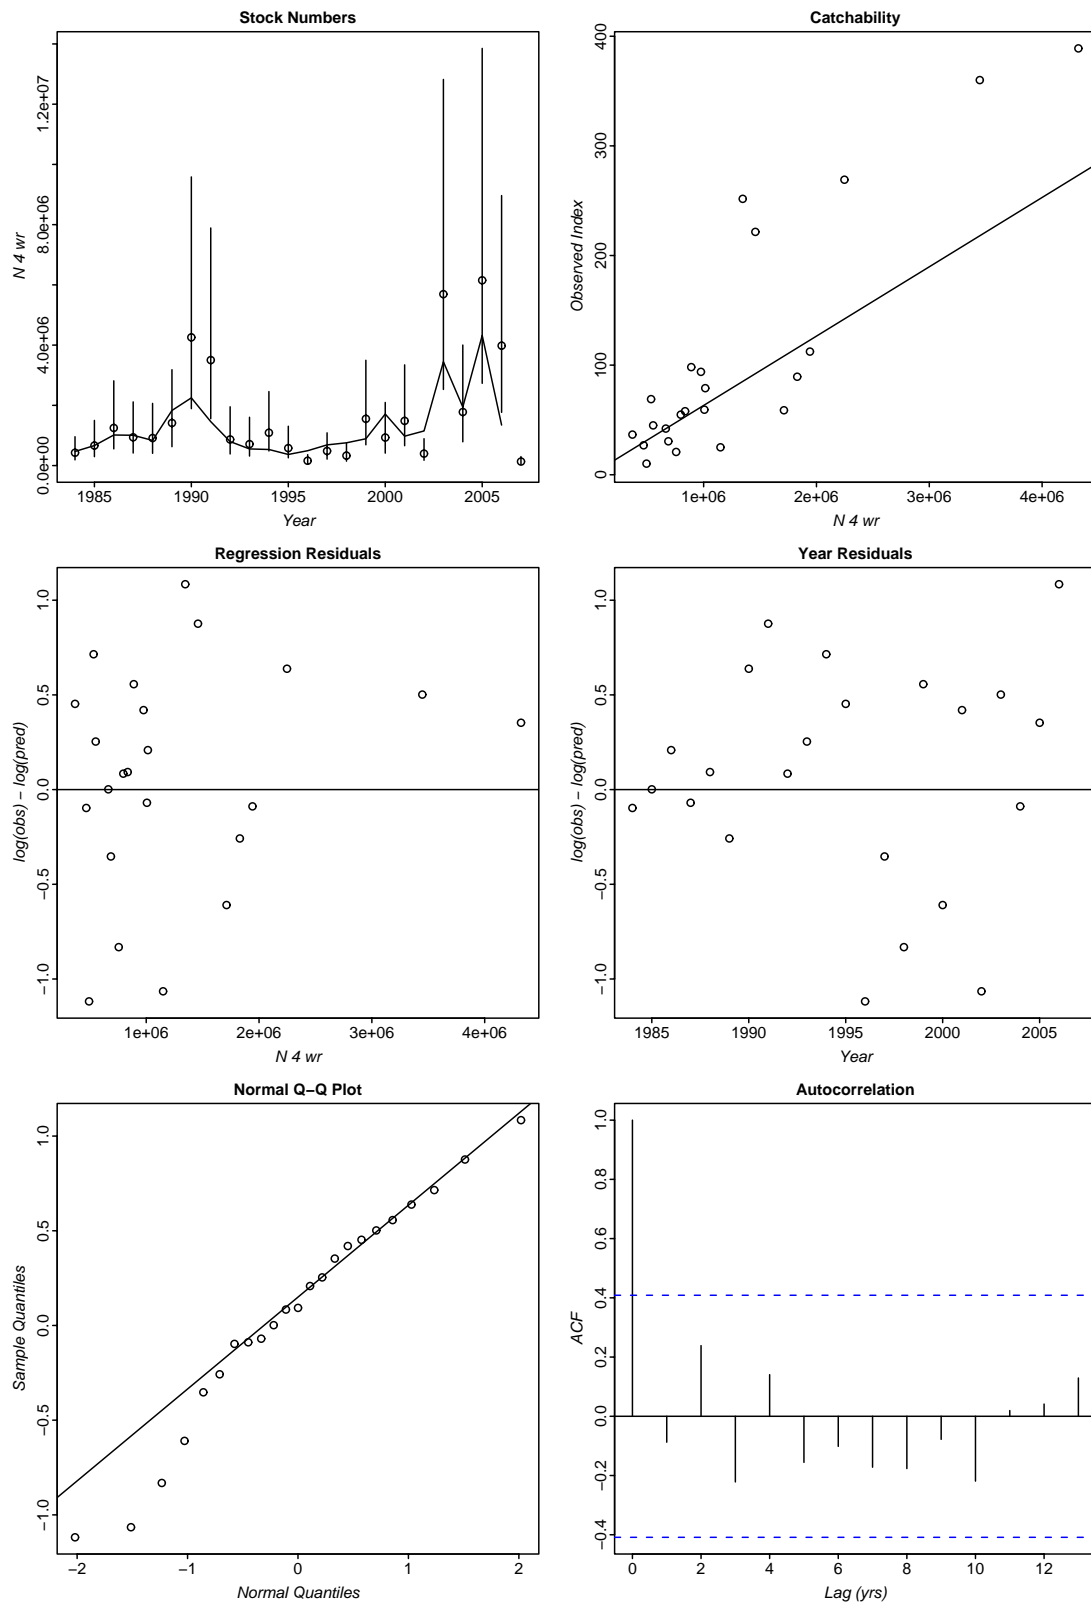 Stock Numbers
N 4 wr
0.0e+00 4.0e+06 8.0e+06 1.2e+07
1985 1990 1995 2000 2005
Year
Catchability
Observed Index
0 100 200 300 400
1e+06 2e+06 3e+06 4e+06
N 4 wr
Regression Residuals
log(obs) − log(pred)
−1.0 −0.5 0.0 0.5 1.0
1e+06 2e+06 3e+06 4e+06
N 4 wr
Year Residuals
log(obs) − log(pred)
−1.0 −0.5 0.0 0.5 1.0
1985 1990 1995 2000 2005
Year
Normal Q−Q Plot
Sample Quantiles
−1.0 −0.5 0.0 0.5 1.0
−2 −1 0 1 2
Normal Quantiles
Autocorrelation
ACF
−0.4 −0.2 0.0 0.2 0.4 0.6 0.8 1.0
0 2 4 6 8 10 12
Lag (yrs)